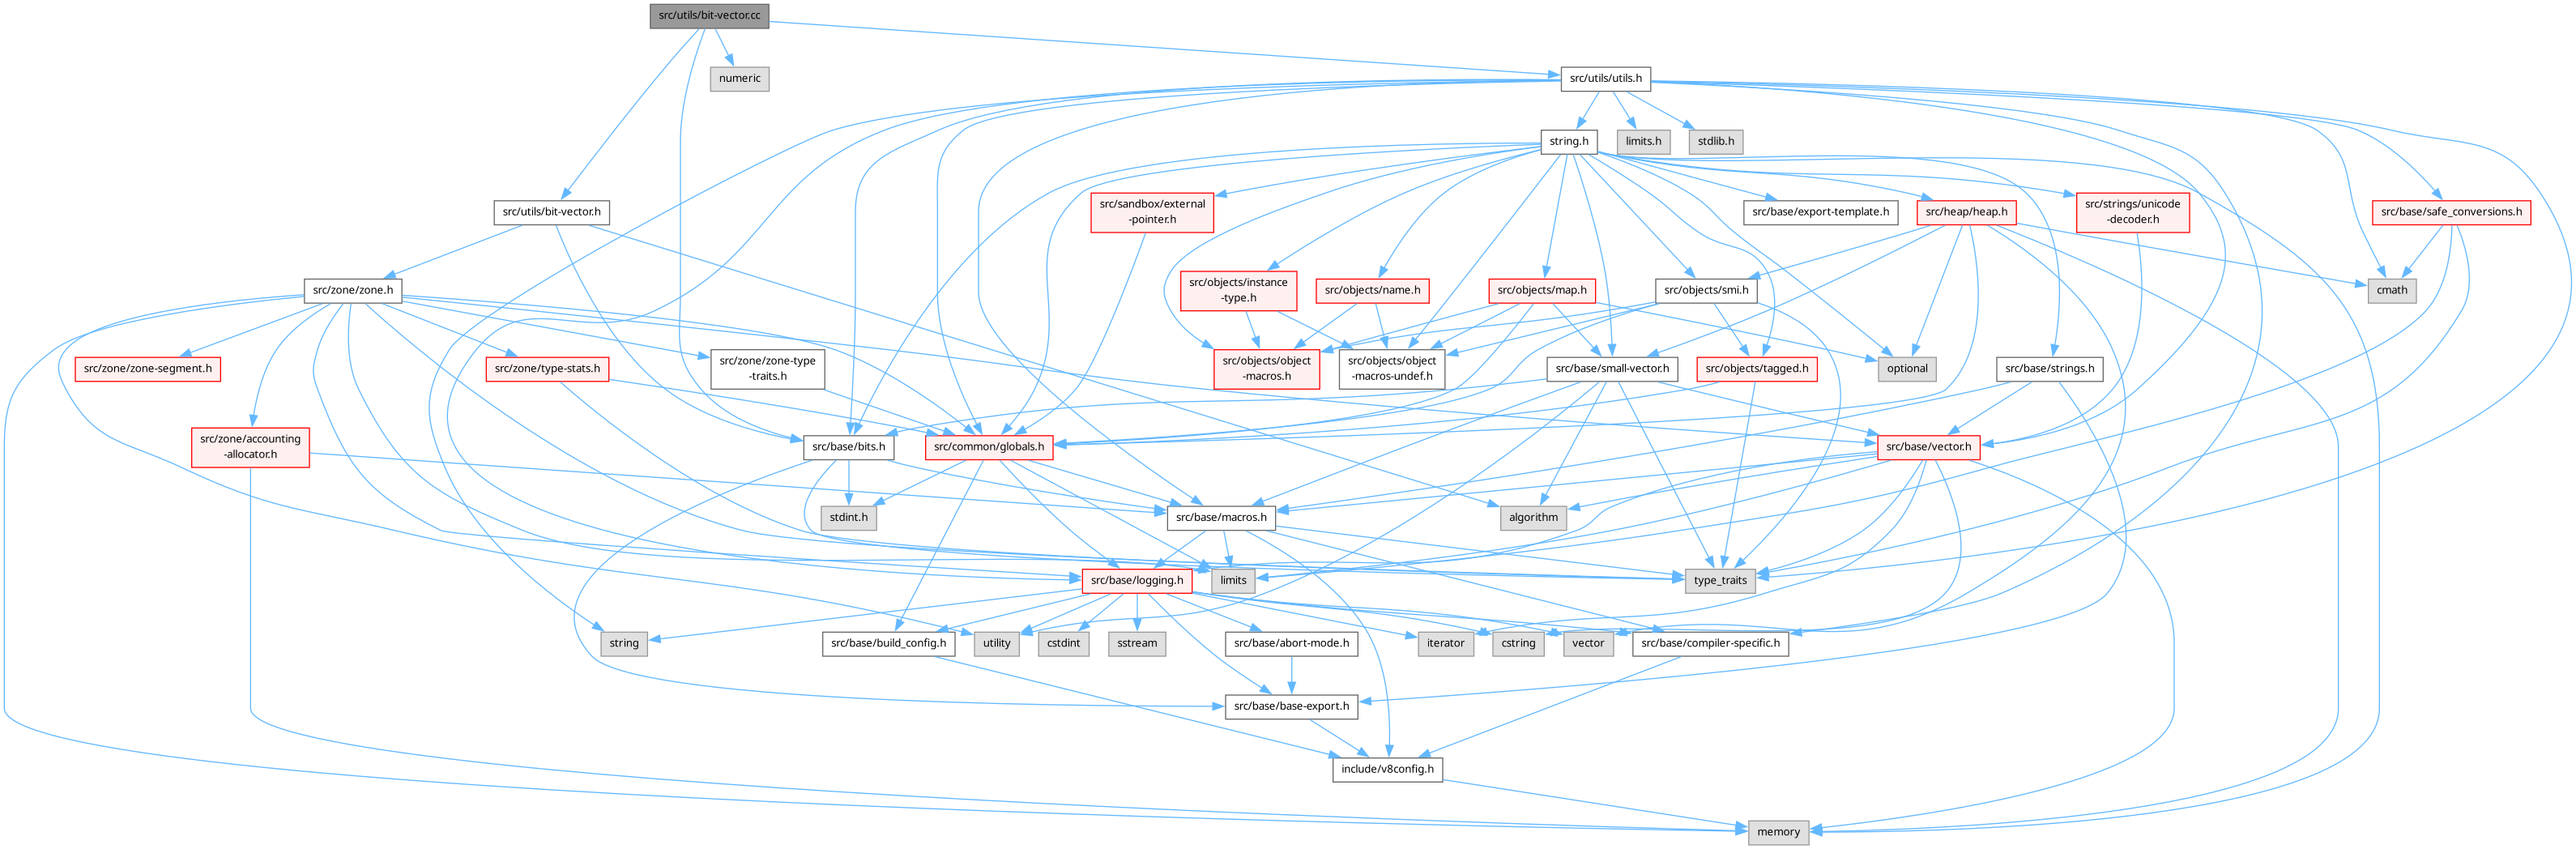 src/utils/bit-vector.cc
numeric
src/utils/utils.h
string.h
limits.h
stdlib.h
src/utils/bit-vector.h
src/sandbox/external
-pointer.h
src/base/export-template.h
src/heap/heap.h
src/strings/unicode
-decoder.h
src/base/safe_conversions.h
src/zone/zone.h
src/objects/instance
-type.h
src/objects/name.h
src/objects/map.h
src/objects/smi.h
cmath
src/zone/zone-segment.h
src/zone/type-stats.h
src/zone/zone-type
-traits.h
src/objects/object
-macros.h
src/objects/object
-macros-undef.h
src/base/small-vector.h
src/objects/tagged.h
optional
src/base/strings.h
src/zone/accounting
-allocator.h
src/base/bits.h
src/common/globals.h
src/base/vector.h
stdint.h
src/base/macros.h
algorithm
src/base/logging.h
limits
type_traits
string
src/base/build_config.h
utility
cstdint
sstream
src/base/abort-mode.h
iterator
cstring
vector
src/base/compiler-specific.h
src/base/base-export.h
include/v8config.h
memory